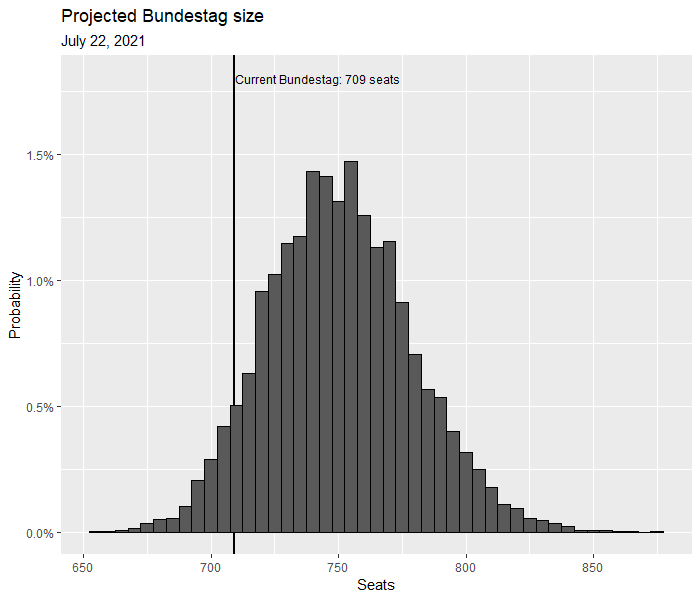 Projected Bundestag size
July 22, 2021
Current Bundestag: 709 seats
1.5%
1.0%
0.5%
0.0%
Probability
650 700 750 800 850
Seats